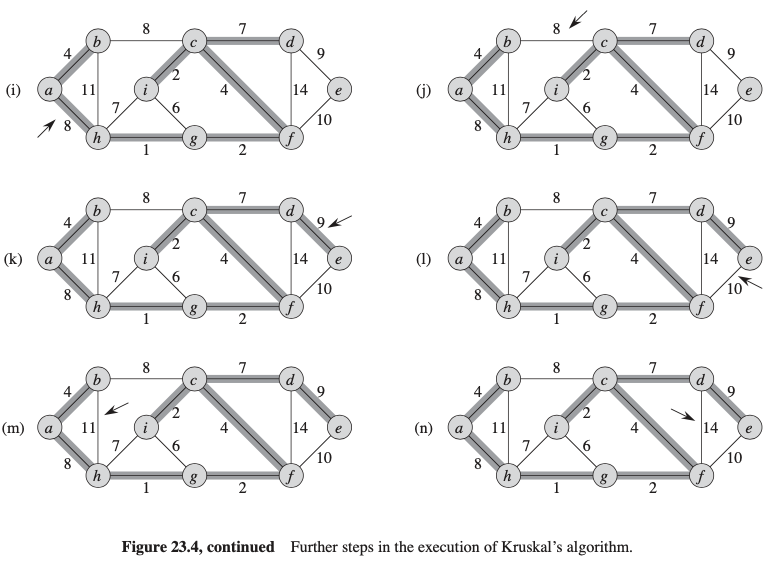 8 7 8 7
b c d b c d
4 9 4 9
2 2
(i) a 11 i 4 14 e (j) a 11 i 4 14 e
7 6 7 6
8 10 8 10
h g f h g f
1 2 1 2
8 7 8 7
b c d b c d
4 9 4 9
2 2
(k) a 11 i 4 14 e (l) a 11 i 4 14 e
7 6 7 6
8 10 8 10
h g f h g f
1 2 1 2
8 7 8 7
b c d b c d
4 9 4 9
2 2
(m) a 11 i 4 14 e (n) a 11 i 4 14 e
7 6 7 6
8 10 8 10
h g f h g f
1 2 1 2
Figure 23.4, continued Further steps in the execution of Kruskal’s algorithm.